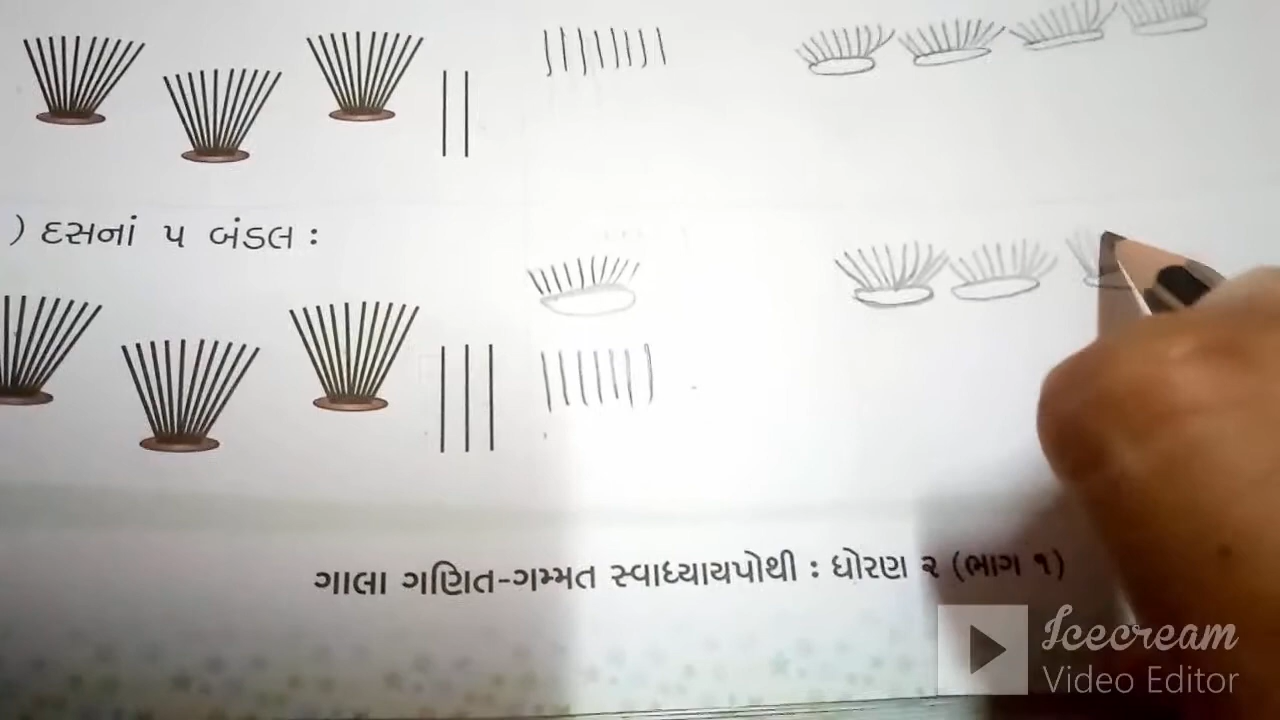 ) દસનાં ૫ બંડલ :
ગાલા ગણિત-ગમ્મત સ્વાધ્યાયપોથી : ધોરણ ૨ (ભાગ ૧)
Icecream
Video Editor